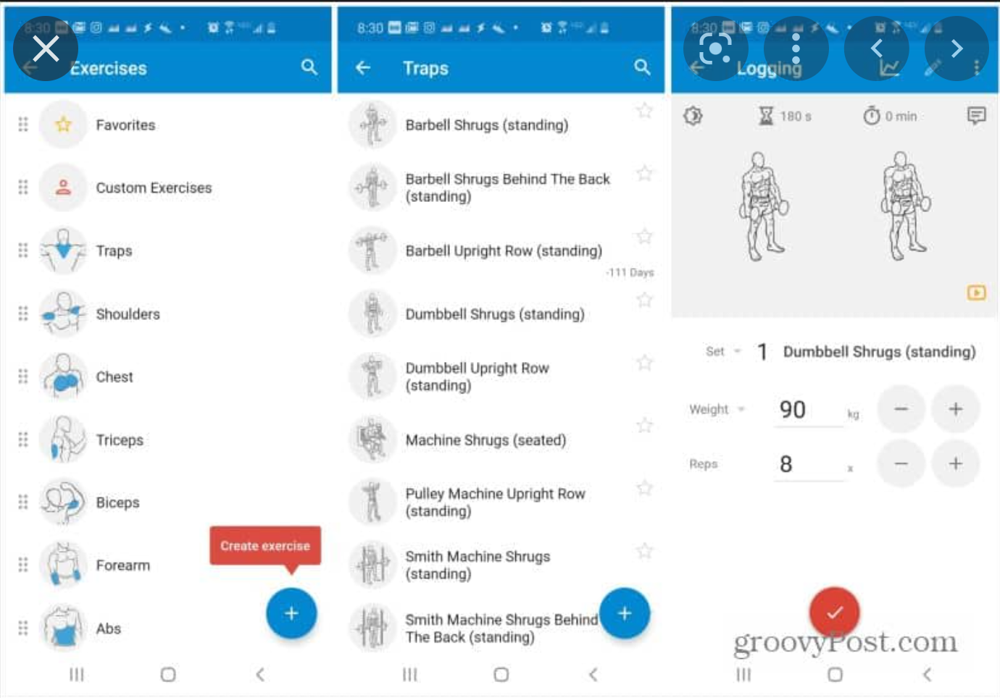 8:30
Exercises
Favorites
Custom Exercises
Traps
Shoulders
Chest
Triceps
Biceps
Create exercise
Forearm
Abs
8:30
Traps
Barbell Shrugs (standing)
Barbell Shrugs Behind The Back
(standing)
Barbell Upright Row (standing)
-111 Days
Dumbbell Shrugs (standing)
Dumbbell Upright Row
(standing)
Machine Shrugs (seated)
Pulley Machine Upright Row
(standing)
Smith Machine Shrugs
(standing)
Smith Machine Shrugs Behind
The Back (standing)
8:30
Logging
180 s
0 min
Set 1 Dumbbell Shrugs (standing)
Weight 90 kg
Reps 8 x
groovyPost.com